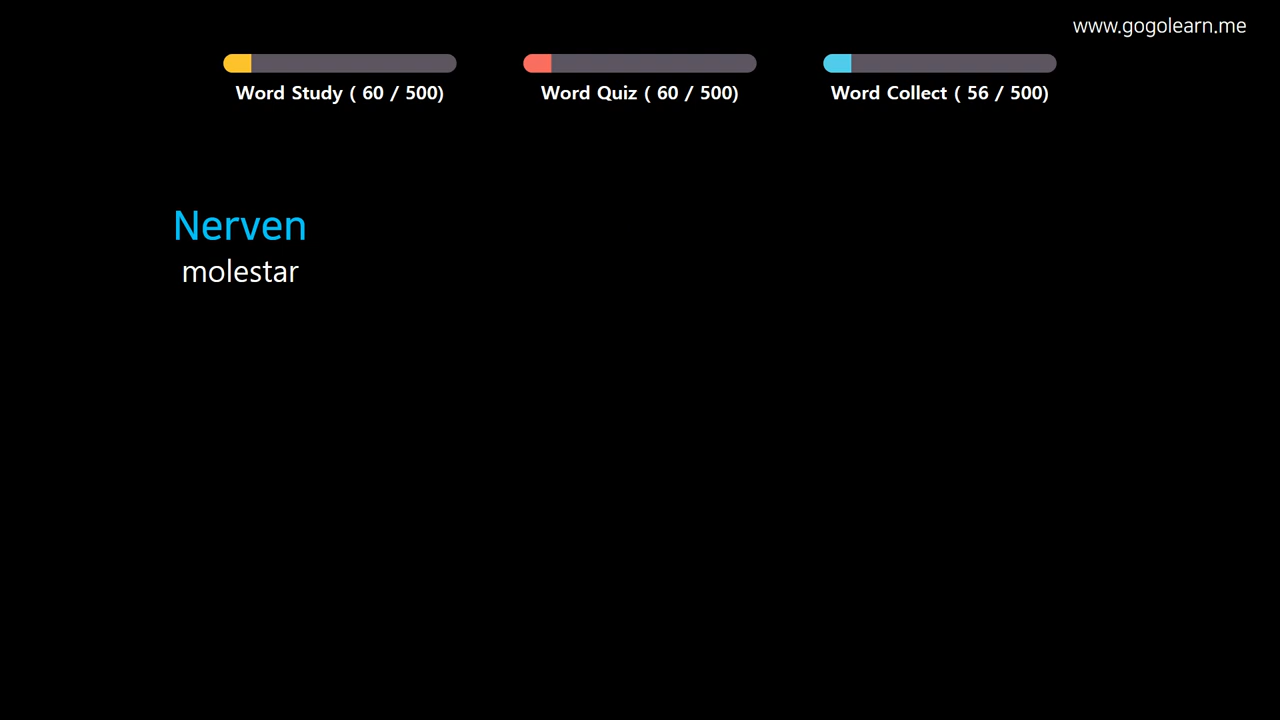 www.gogolearn.me
Word Study ( 60 / 500)
Word Quiz ( 60 / 500)
Word Collect ( 56 / 500)
Nerven
molestar